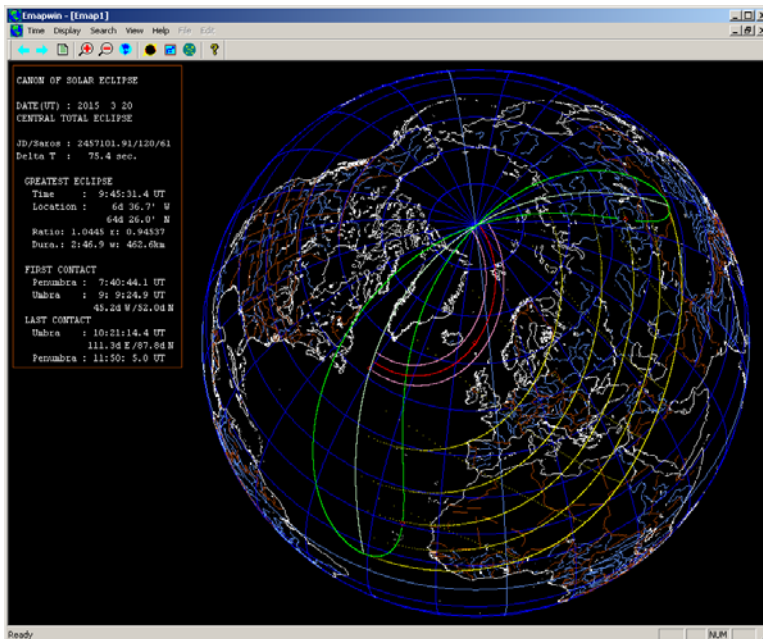 Emapwin - [Emap1]
Time Display Search View Help File Edit
CANON OF SOLAR ECLIPSE
DATE(UT) : 2015 3 20
CENTRAL TOTAL ECLIPSE
JD/Saros : 2457101.91/120/61
Delta T : 75.4 sec.
GREATEST ECLIPSE
Time : 9:45:31.4 UT
Location : 6d 36.7' W
64d 26.0' N
Ratio: 1.0445 r: 0.94537
Dura.: 2:46.9 w: 462.6km
FIRST CONTACT
Penumbra : 7:40:44.1 UT
Umbra : 9: 9:24.9 UT
45.2d W/52.0d N
LAST CONTACT
Umbra : 10:21:14.4 UT
111.3d E/87.8d N
Penumbra : 11:50: 5.0 UT
Ready
NUM